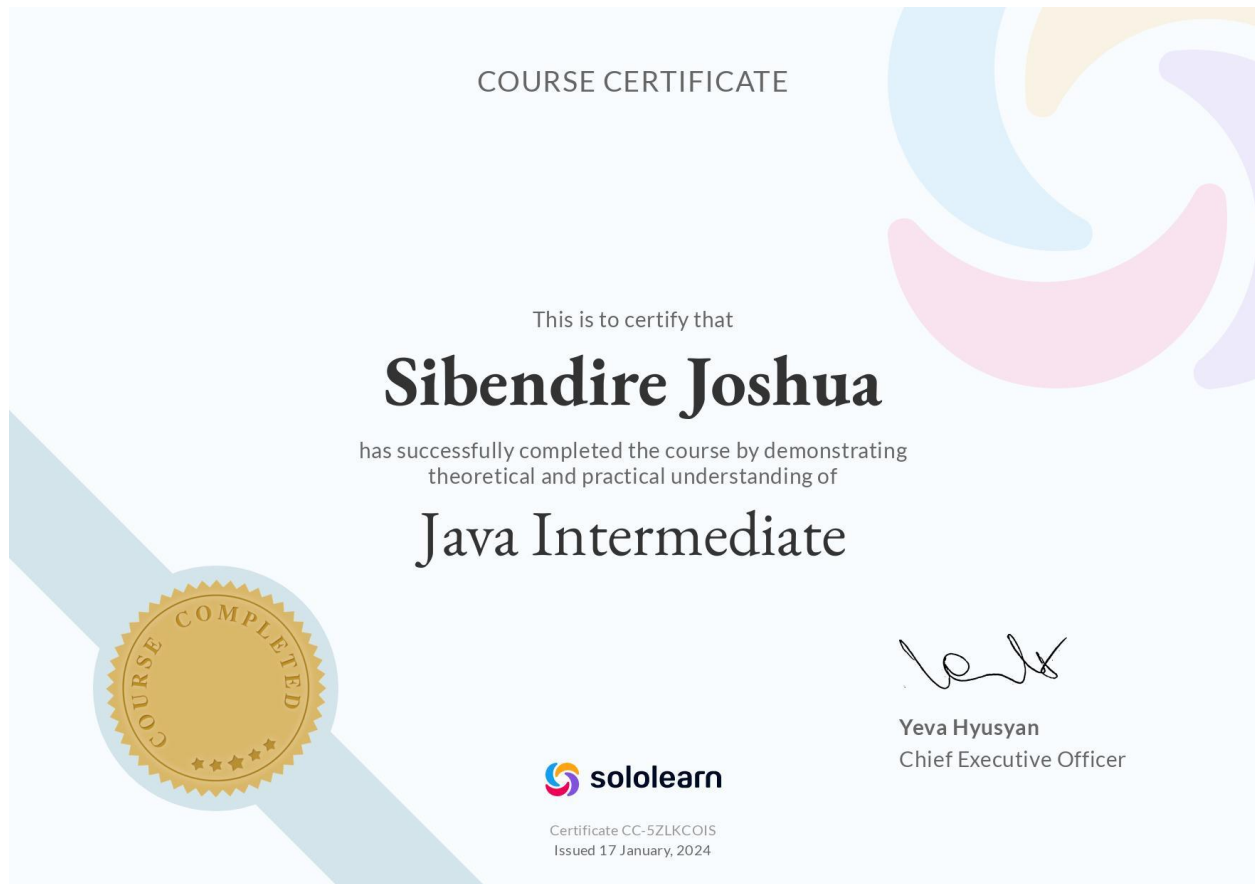 COURSE CERTIFICATE
This is to certify that
Sibendire Joshua
has successfully completed the course by demonstrating
theoretical and practical understanding of
Java Intermediate
COURSE COMPLETED
Yeva Hyusyan
Chief Executive Officer
sololearn
Certificate CC-5ZLKCOIS
Issued 17 January, 2024